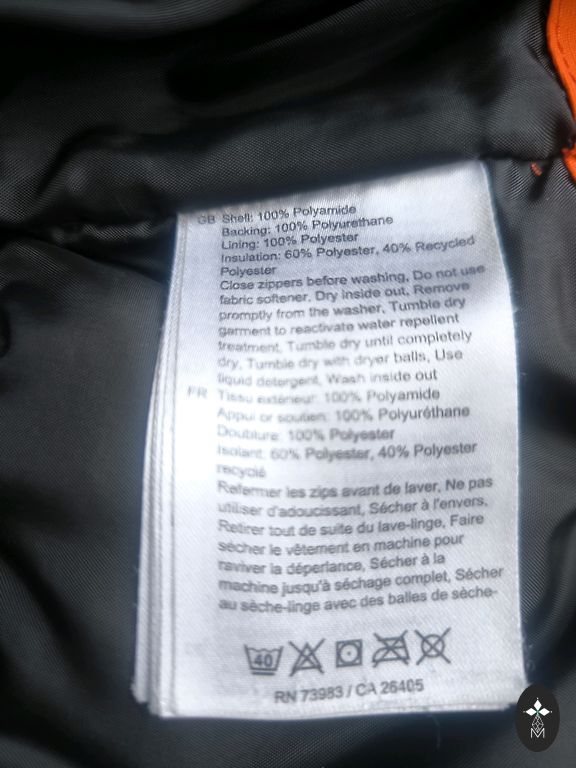 GB Shell: 100% Polyamide
Backing: 100% Polyurethane
Lining: 100% Polyester
Insulation: 60% Polyester, 40% Recycled
Polyester
Close zippers before washing, Do not use
fabric softener, Dry inside out, Remove
promptly from the washer, Tumble dry
garment to reactivate water repellent
treatment, Tumble dry until completely
dry, Tumble dry with dryer balls, Use
liquid detergent, Wash inside out
FR Tissu extérieur: 100% Polyamide
Appui or soutien: 100% Polyuréthane
Doublure: 100% Polyester
Isolant: 60% Polyester, 40% Polyester
recyclé
Refermer les zips avant de laver, Ne pas
utiliser d'adoucissant, Sécher à l'envers,
Retirer tout de suite du lave-linge, Faire
sécher le vêtement en machine pour
raviver la déperlance, Sécher à la
machine jusqu'à séchage complet, Sécher
au sèche-linge avec des balles de sèche-
40
RN 73983 / CA 26405
M